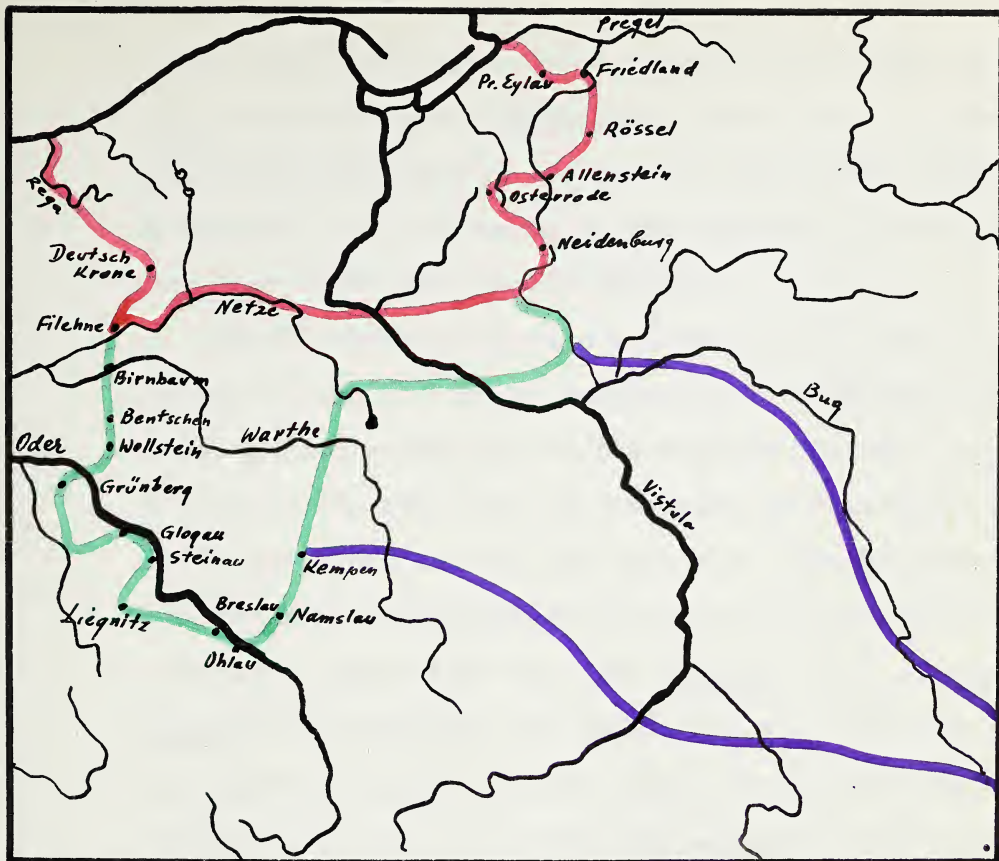 Pregel
Pr. Eylau
Friedland
Rössel
Allenstein
Osterrode
Rega
Neidenburg
Deutsch
Krone
Netze
Filehne
Birnbaum
Bug
Bentschen
Warthe
Oder
Wollstein
Grünberg
Vistula
Glogau
Steinau
Kempen
Breslau
Namslau
Liegnitz
Ohlau